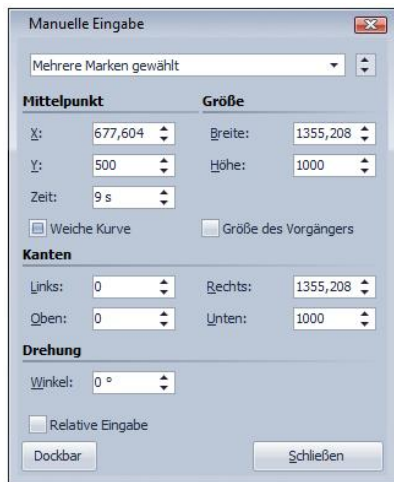 Manuelle Eingabe
Mehrere Marken gewählt
Mittelpunkt Größe
X: 677,604 Breite: 1355,208
Y: 500 Höhe: 1000
Zeit: 9 s
Weiche Kurve Größe des Vorgängers
Kanten
Links: 0 Rechts: 1355,208
Oben: 0 Unten: 1000
Drehung
Winkel: 0 °
Relative Eingabe
Dockbar Schließen